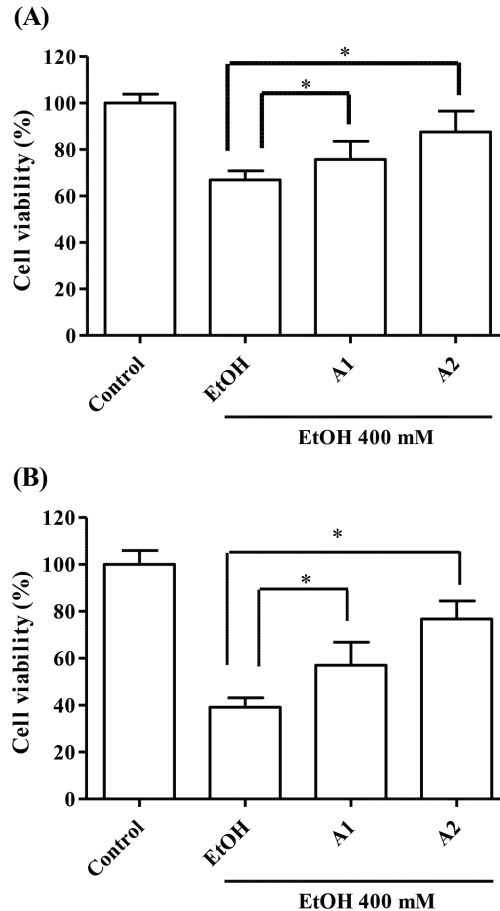 (A)
120
100
80
60
40
20
0
Cell viability (%)
*
*
Control
EtOH
A1
A2
EtOH 400 mM
(B)
120
100
80
60
40
20
0
Cell viability (%)
*
*
Control
EtOH
A1
A2
EtOH 400 mM